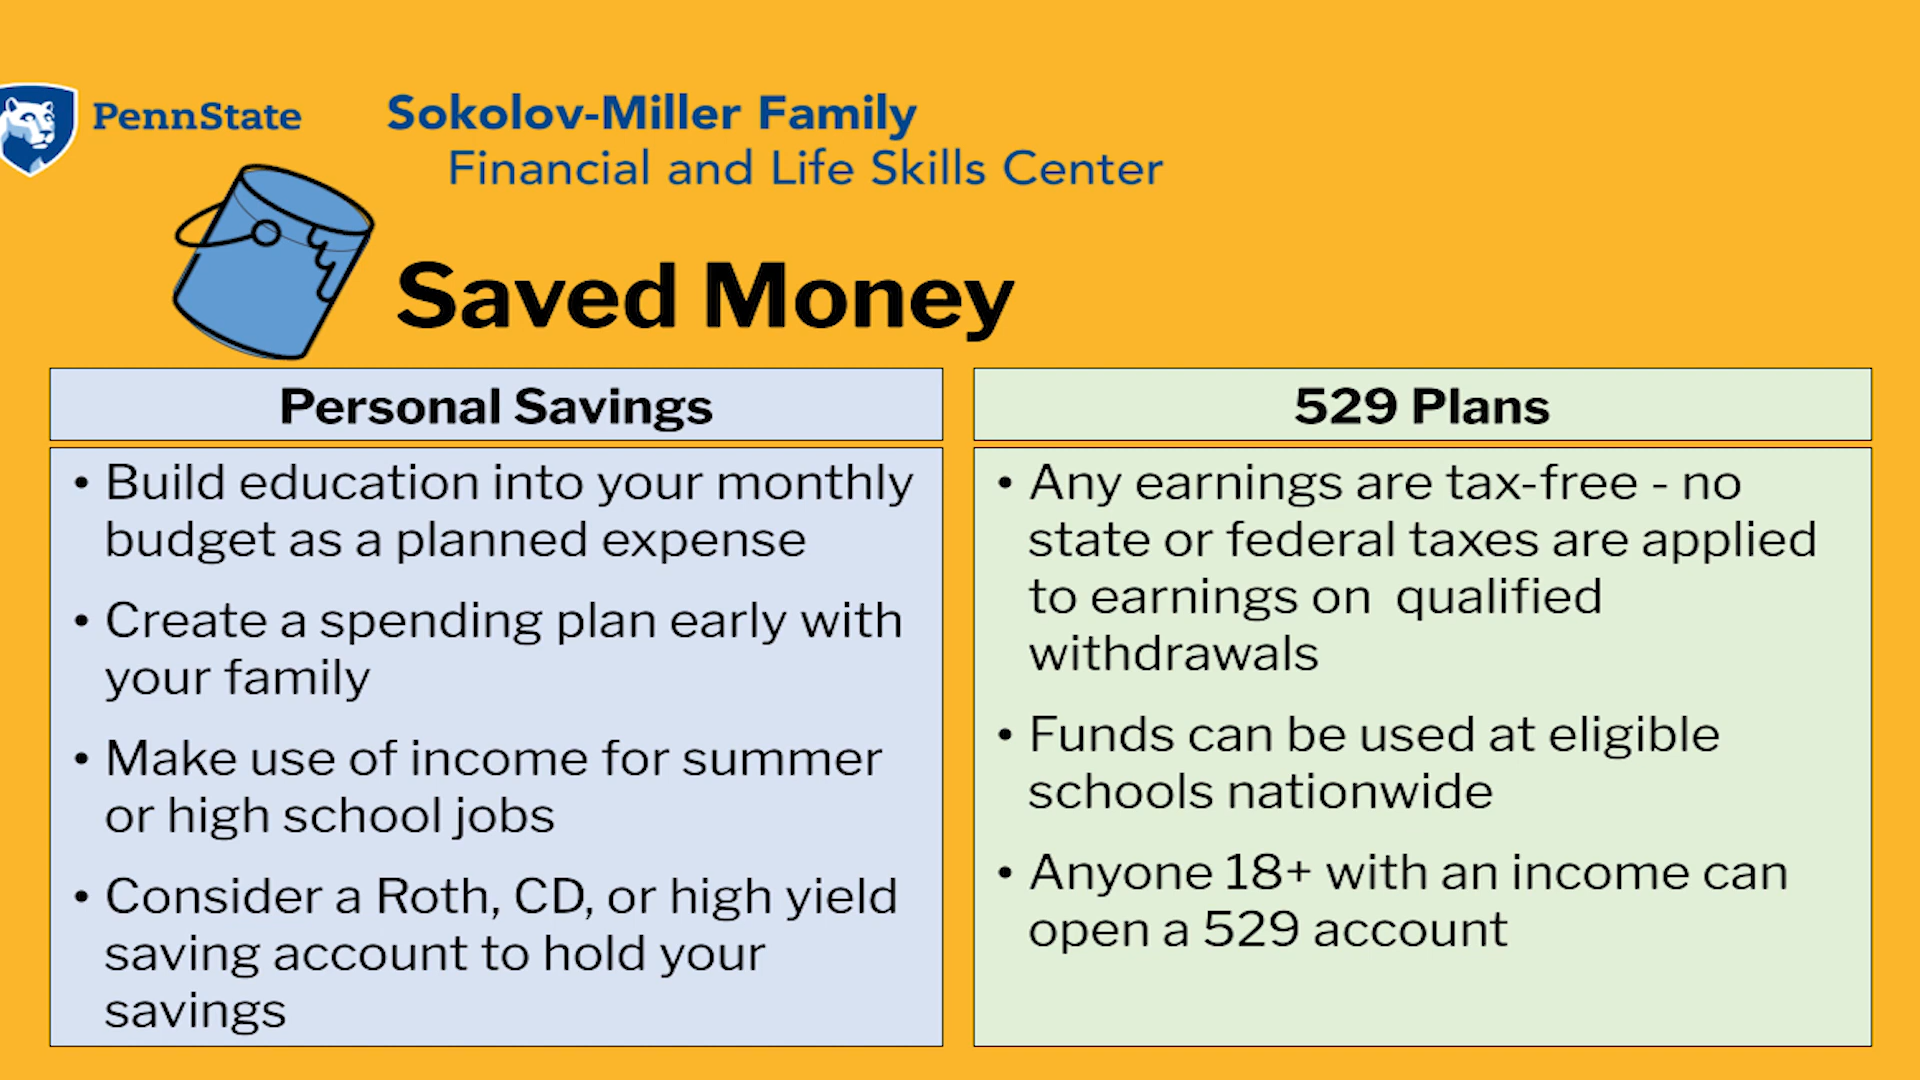 PennState
Sokolov-Miller Family
Financial and Life Skills Center
Saved Money
Personal Savings
• Build education into your monthly
budget as a planned expense
• Create a spending plan early with
your family
• Make use of income for summer
or high school jobs
• Consider a Roth, CD, or high yield
saving account to hold your
savings
529 Plans
• Any earnings are tax-free - no
state or federal taxes are applied
to earnings on  qualified
withdrawals
• Funds can be used at eligible
schools nationwide
• Anyone 18+ with an income can
open a 529 account